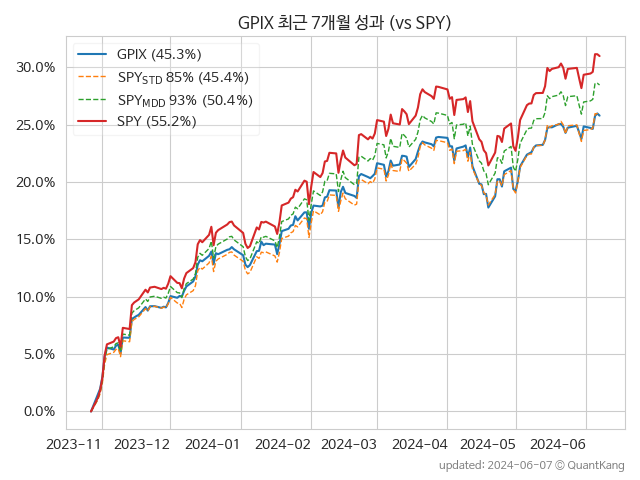 GPIX 최근 7개월 성과 (vs SPY)
GPIX (45.3%)
SPY_STD 85% (45.4%)
SPY_MDD 93% (50.4%)
SPY (55.2%)
30.0%
25.0%
20.0%
15.0%
10.0%
5.0%
0.0%
2023-11 2023-12 2024-01 2024-02 2024-03 2024-04 2024-05 2024-06
updated: 2024-06-07 © QuantKang